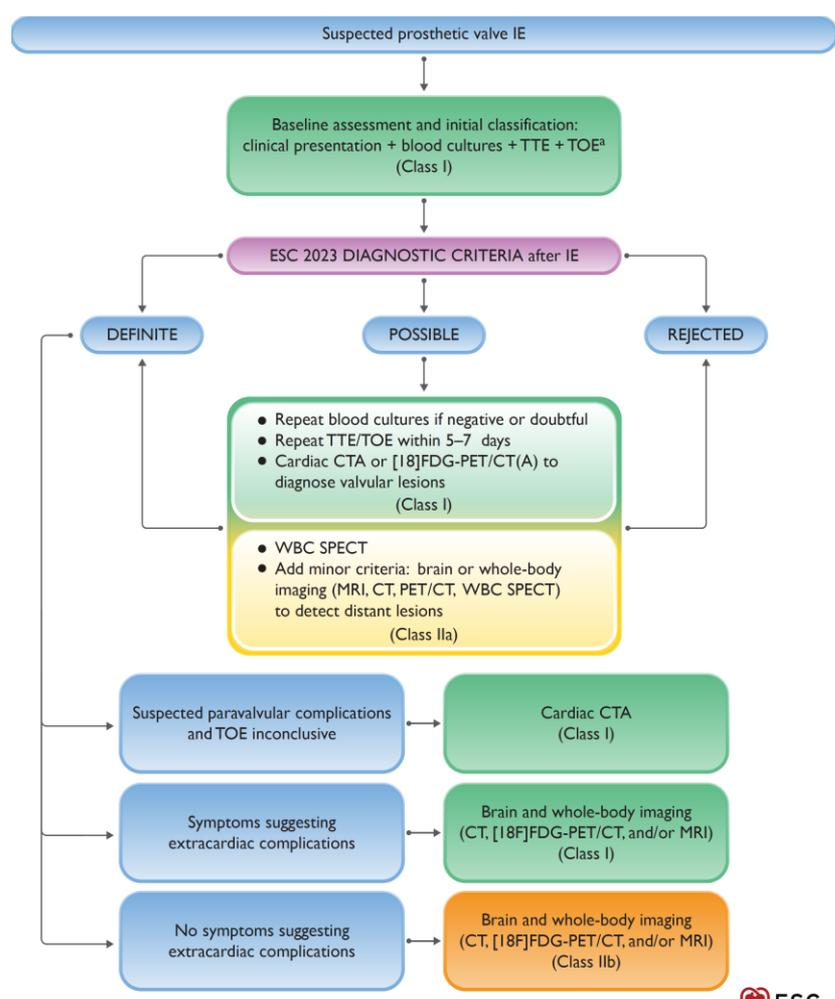 Suspected prosthetic valve IE
Baseline assessment and initial classification:
clinical presentation + blood cultures + TTE + TOEᵃ
(Class I)
ESC 2023 DIAGNOSTIC CRITERIA after IE
DEFINITE
POSSIBLE
REJECTED
● Repeat blood cultures if negative or doubtful
● Repeat TTE/TOE within 5–7 days
● Cardiac CTA or [18]FDG-PET/CT(A) to
diagnose valvular lesions
(Class I)
● WBC SPECT
● Add minor criteria: brain or whole-body
imaging (MRI, CT, PET/CT, WBC SPECT)
to detect distant lesions
(Class IIa)
Suspected paravalvular complications
and TOE inconclusive
Cardiac CTA
(Class I)
Symptoms suggesting
extracardiac complications
Brain and whole-body imaging
(CT, [18F]FDG-PET/CT, and/or MRI)
(Class I)
No symptoms suggesting
extracardiac complications
Brain and whole-body imaging
(CT, [18F]FDG-PET/CT, and/or MRI)
(Class IIb)
ESC